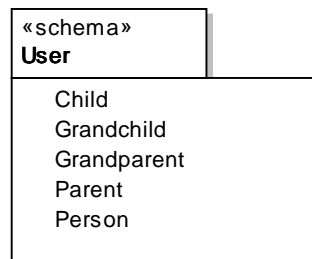 «schema»
User
Child
Grandchild
Grandparent
Parent
Person